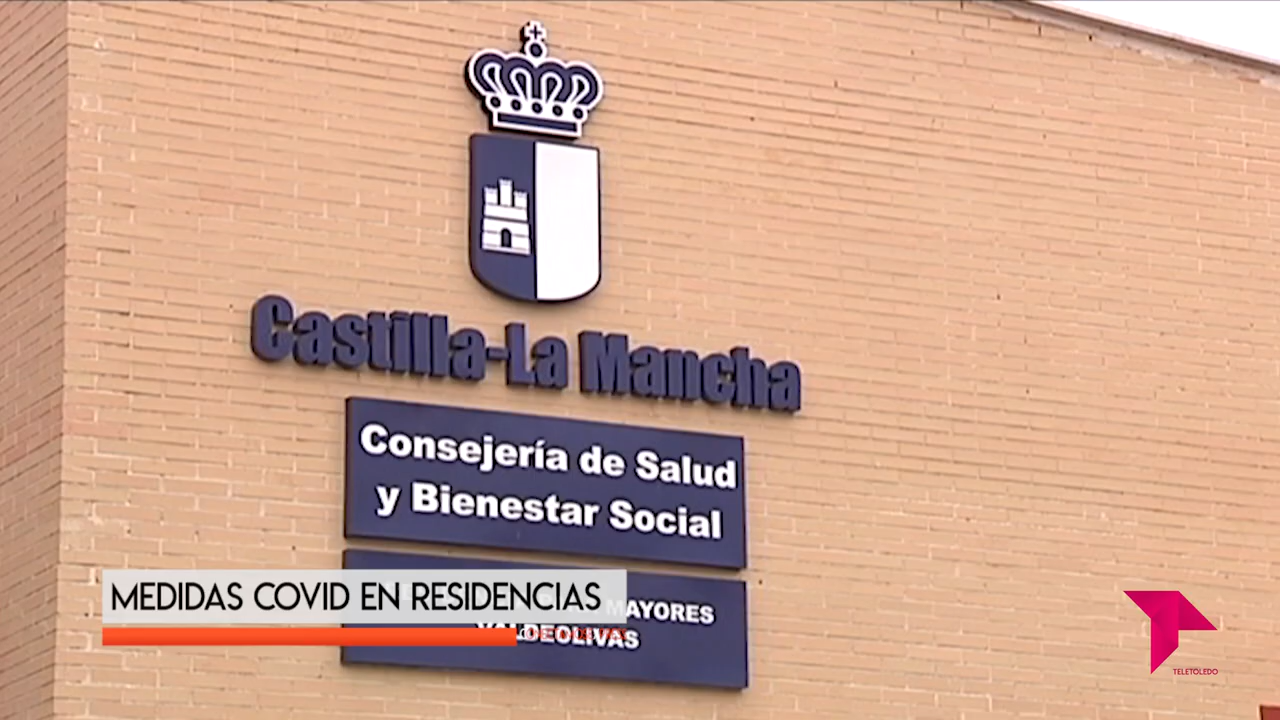 Castilla-La Mancha
Consejería de Salud
y Bienestar Social
MAYORES
VALDEOLIVAS
MEDIDAS COVID EN RESIDENCIAS
TELETOLEDO